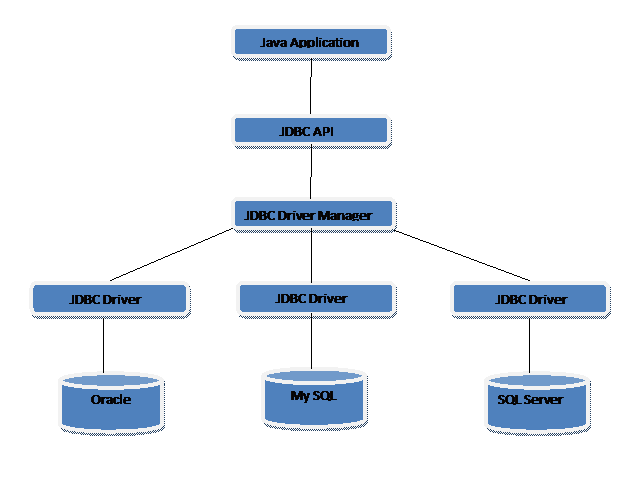 Java Application
JDBC API
JDBC Driver Manager
JDBC Driver
JDBC Driver
JDBC Driver
Oracle
My SQL
SQL Server